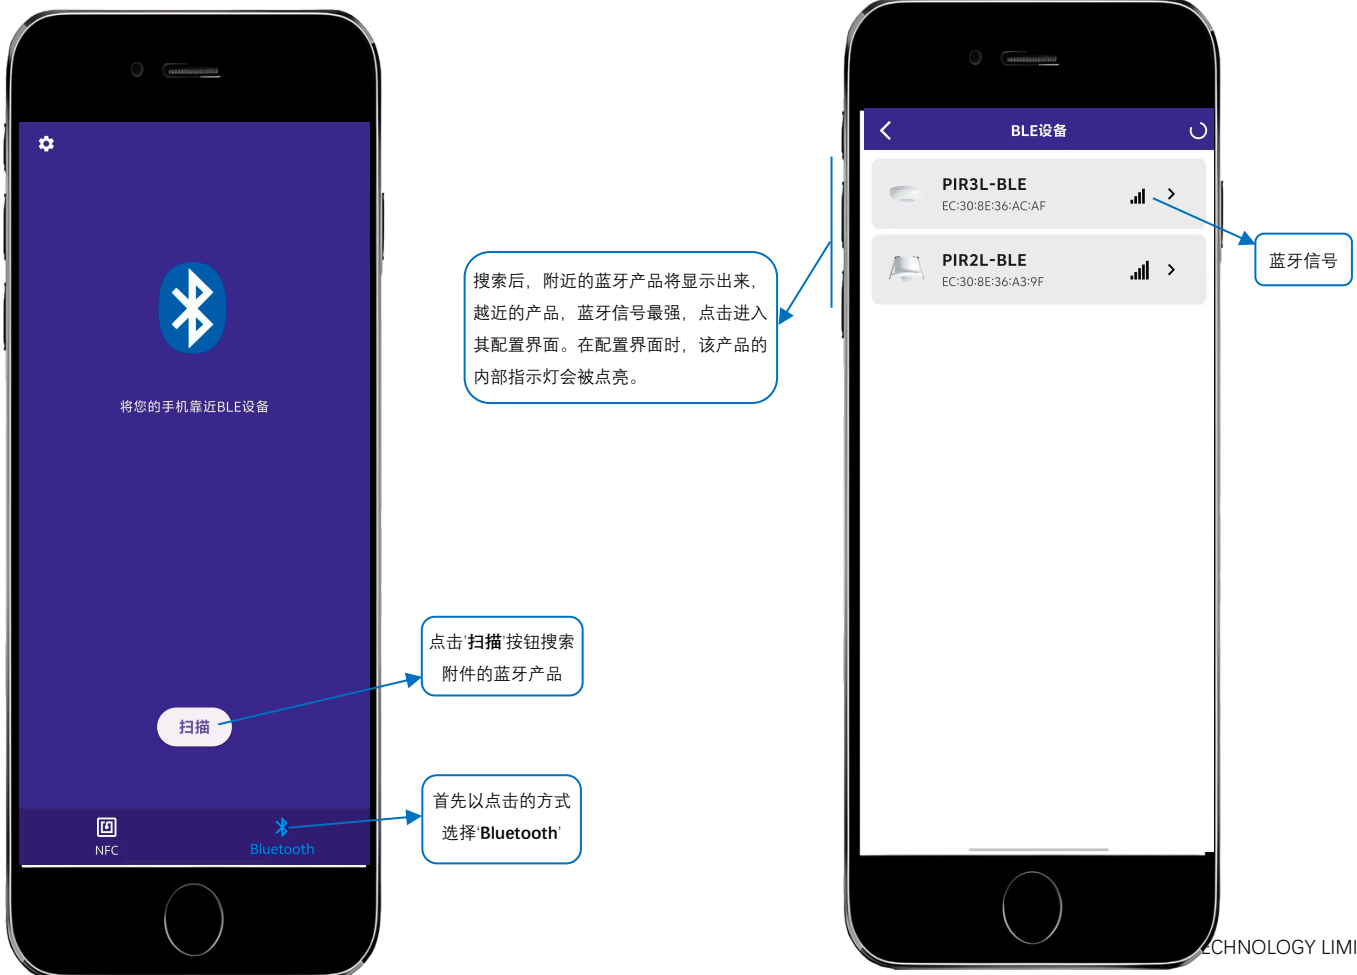 将您的手机靠近BLE设备
扫描
NFC
Bluetooth
点击'扫描'按钮搜索
附件的蓝牙产品
首先以点击的方式
选择'Bluetooth'
搜索后，附近的蓝牙产品将显示出来，
越近的产品，蓝牙信号最强，点击进入
其配置界面。在配置界面时，该产品的
内部指示灯会被点亮。
BLE设备
PIR3L-BLE
EC:30:8E:36:AC:AF
PIR2L-BLE
EC:30:8E:36:A3:9F
蓝牙信号
ECHNOLOGY LIMI